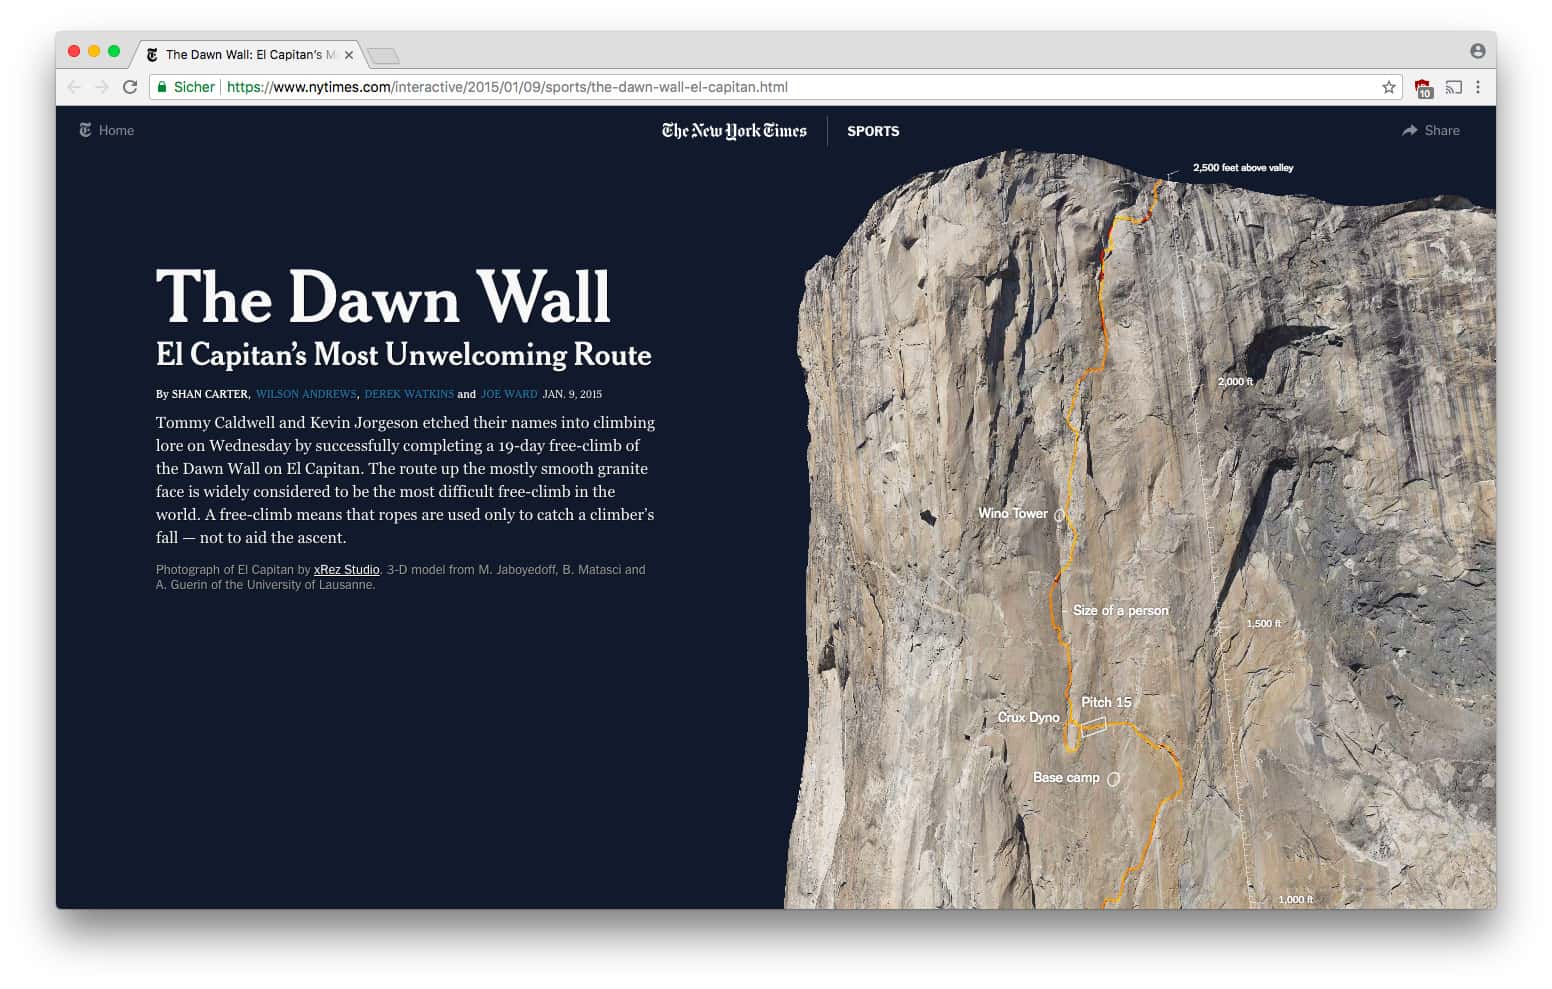 The Dawn Wall: El Capitan's M
Sicher https://www.nytimes.com/interactive/2015/01/09/sports/the-dawn-wall-el-capitan.html
10
Home
The New York Times
SPORTS
Share
The Dawn Wall
El Capitan’s Most Unwelcoming Route
By SHAN CARTER, WILSON ANDREWS, DEREK WATKINS and JOE WARD JAN. 9, 2015
Tommy Caldwell and Kevin Jorgeson etched their names into climbing
lore on Wednesday by successfully completing a 19-day free-climb of
the Dawn Wall on El Capitan. The route up the mostly smooth granite
face is widely considered to be the most difficult free-climb in the
world. A free-climb means that ropes are used only to catch a climber’s
fall — not to aid the ascent.
Photograph of El Capitan by xRez Studio. 3-D model from M. Jaboyedoff, B. Matasci and
A. Guerin of the University of Lausanne.
2,500 feet above valley
2,000 ft
Wino Tower
Size of a person
1,500 ft
Pitch 15
Crux Dyno
Base camp
1,000 ft